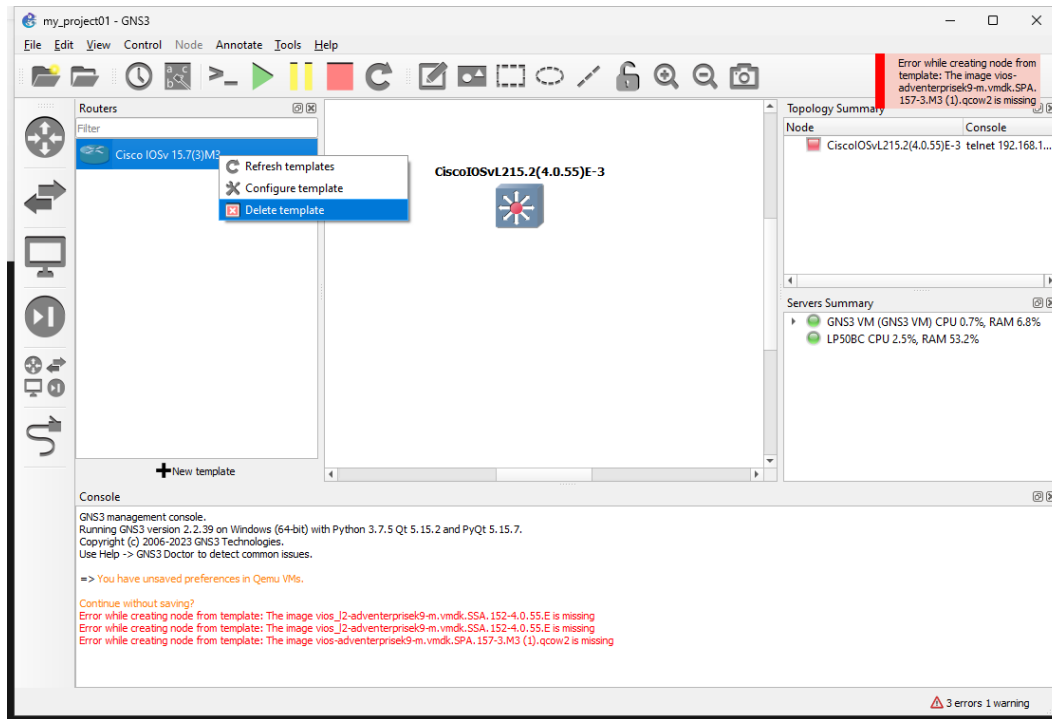 my_project01 - GNS3
File Edit View Control Node Annotate Tools Help
Error while creating node from
template: The image vios-
adventerprisek9-m.vmdk.SPA.
157-3.M3 (1).qcow2 is missing
Routers
Filter
Cisco IOSv 15.7(3)M3
Refresh templates
Configure template
Delete template
New template
CiscoIOSvL215.2(4.0.55)E-3
Topology Summary
Node Console
CiscoIOSvL215.2(4.0.55)E-3 telnet 192.168.1...
Servers Summary
GNS3 VM (GNS3 VM) CPU 0.7%, RAM 6.8%
LP50BC CPU 2.5%, RAM 53.2%
Console
GNS3 management console.
Running GNS3 version 2.2.39 on Windows (64-bit) with Python 3.7.5 Qt 5.15.2 and PyQt 5.15.7.
Copyright (c) 2006-2023 GNS3 Technologies.
Use Help -> GNS3 Doctor to detect common issues.
=> You have unsaved preferences in Qemu VMs.
Continue without saving?
Error while creating node from template: The image vios_l2-adventerprisek9-m.vmdk.SSA.152-4.0.55.E is missing
Error while creating node from template: The image vios_l2-adventerprisek9-m.vmdk.SSA.152-4.0.55.E is missing
Error while creating node from template: The image vios-adventerprisek9-m.vmdk.SPA.157-3.M3 (1).qcow2 is missing
3 errors 1 warning